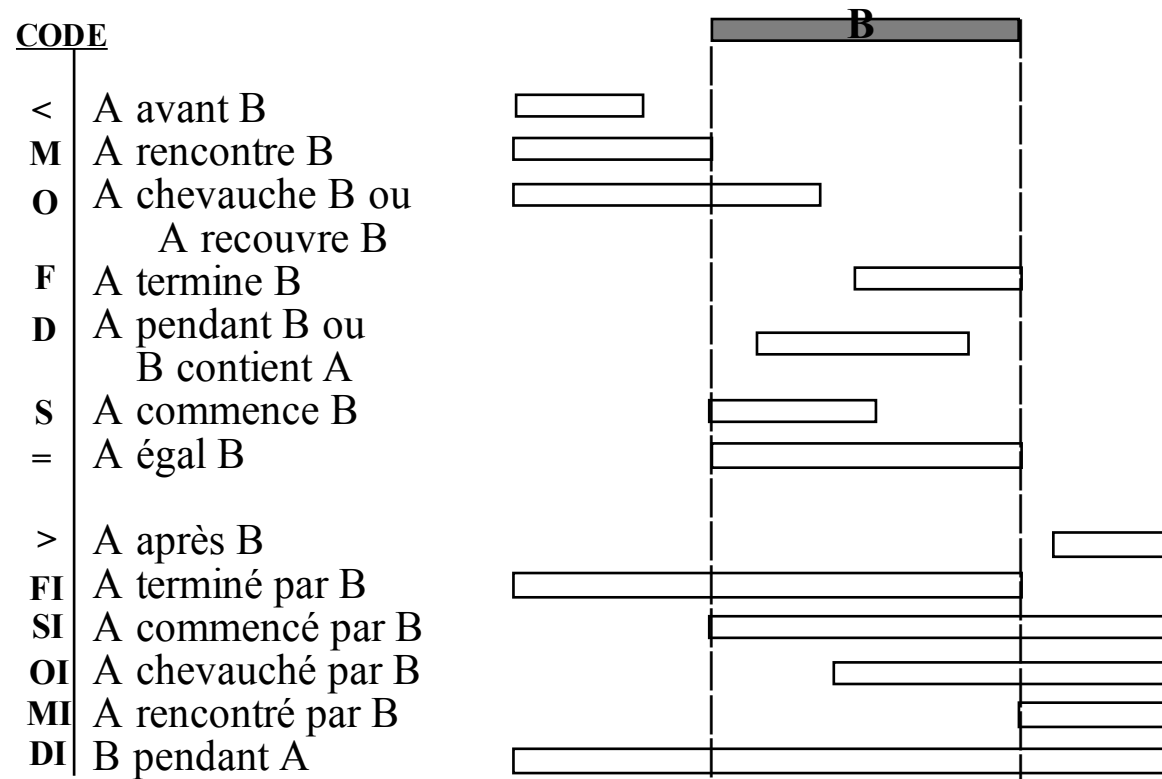 B
CODE
< A avant B
M A rencontre B
O A chevauche B ou
A recouvre B
F A termine B
D A pendant B ou
B contient A
S A commence B
= A égal B
> A après B
FI A terminé par B
SI A commencé par B
OI A chevauché par B
MI A rencontré par B
DI B pendant A